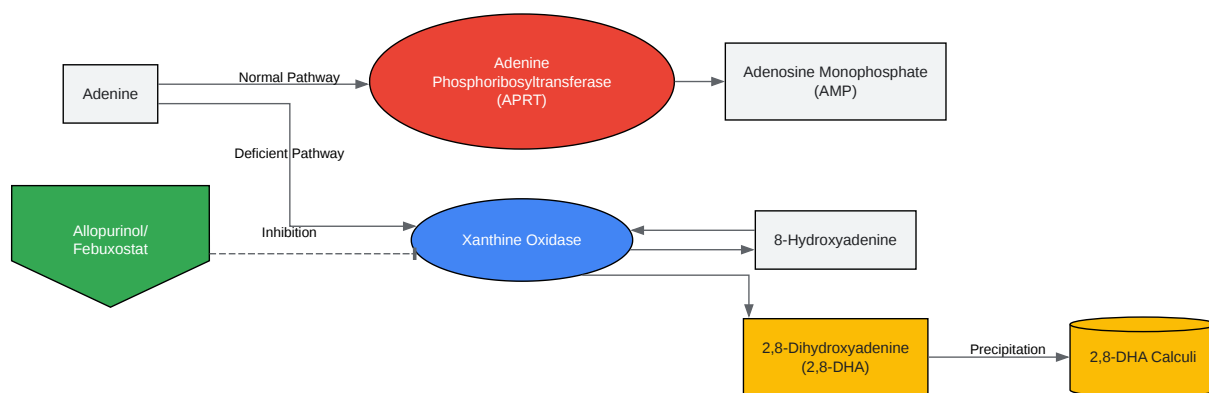 Adenine
Normal Pathway
Adenine
Phosphoribosyltransferase
(APRT)
Adenosine Monophosphate
(AMP)
Deficient Pathway
Allopurinol/
Febuxostat
Inhibition
Xanthine Oxidase
8-Hydroxyadenine
2,8-Dihydroxyadenine
(2,8-DHA)
Precipitation
2,8-DHA Calculi